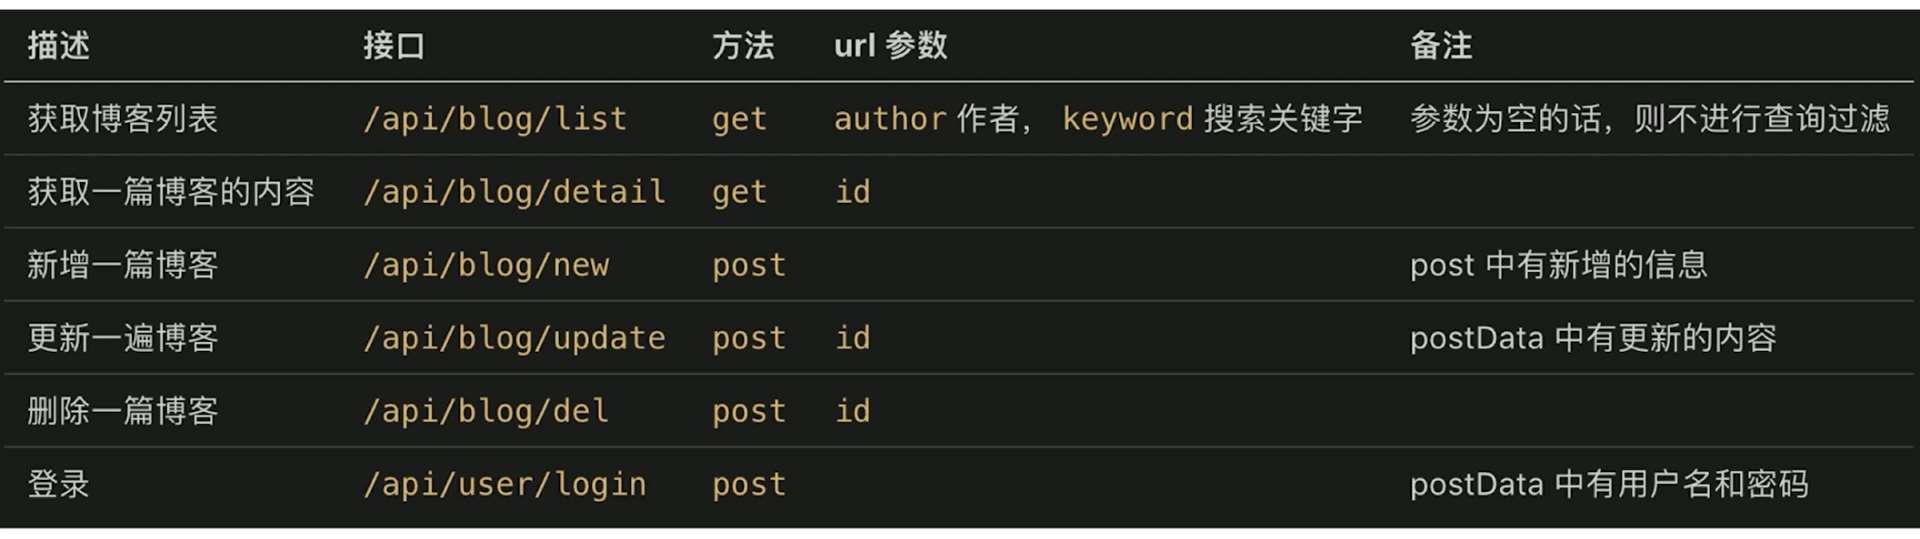 描述 接口 方法 url 参数 备注
获取博客列表 /api/blog/list get author 作者， keyword 搜索关键字 参数为空的话，则不进行查询过滤
获取一篇博客的内容 /api/blog/detail get id
新增一篇博客 /api/blog/new post post 中有新增的信息
更新一遍博客 /api/blog/update post id postData 中有更新的内容
删除一篇博客 /api/blog/del post id
登录 /api/user/login post postData 中有用户名和密码